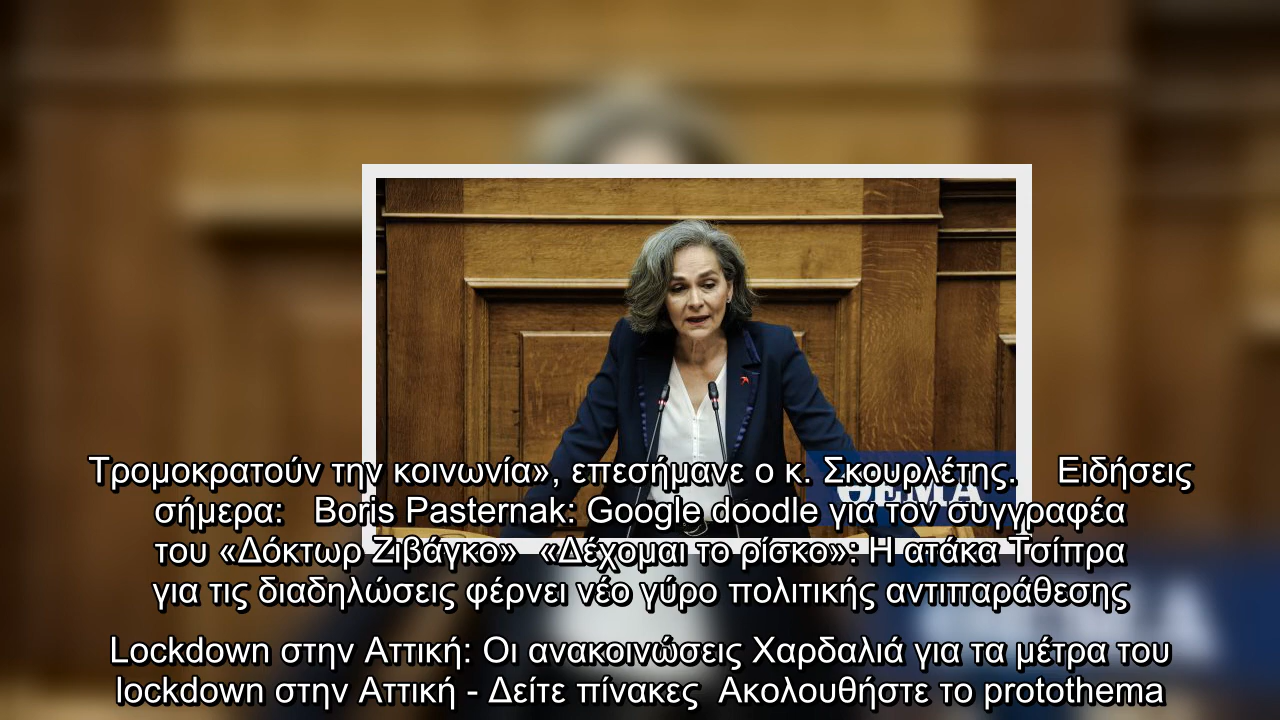 Τρομοκρατούν την κοινωνία», επεσήμανε ο κ. Σκουρλέτης.    Ειδήσεις
σήμερα:   Boris Pasternak: Google doodle για τον συγγραφέα
του «Δόκτωρ Ζιβάγκο»  «Δέχομαι το ρίσκο»: Η ατάκα Τσίπρα
για τις διαδηλώσεις φέρνει νέο γύρο πολιτικής αντιπαράθεσης
Lockdown στην Αττική: Οι ανακοινώσεις Χαρδαλιά για τα μέτρα του
lockdown στην Αττική - Δείτε πίνακες  Ακολουθήστε το protothema
ΘΕΜΑ